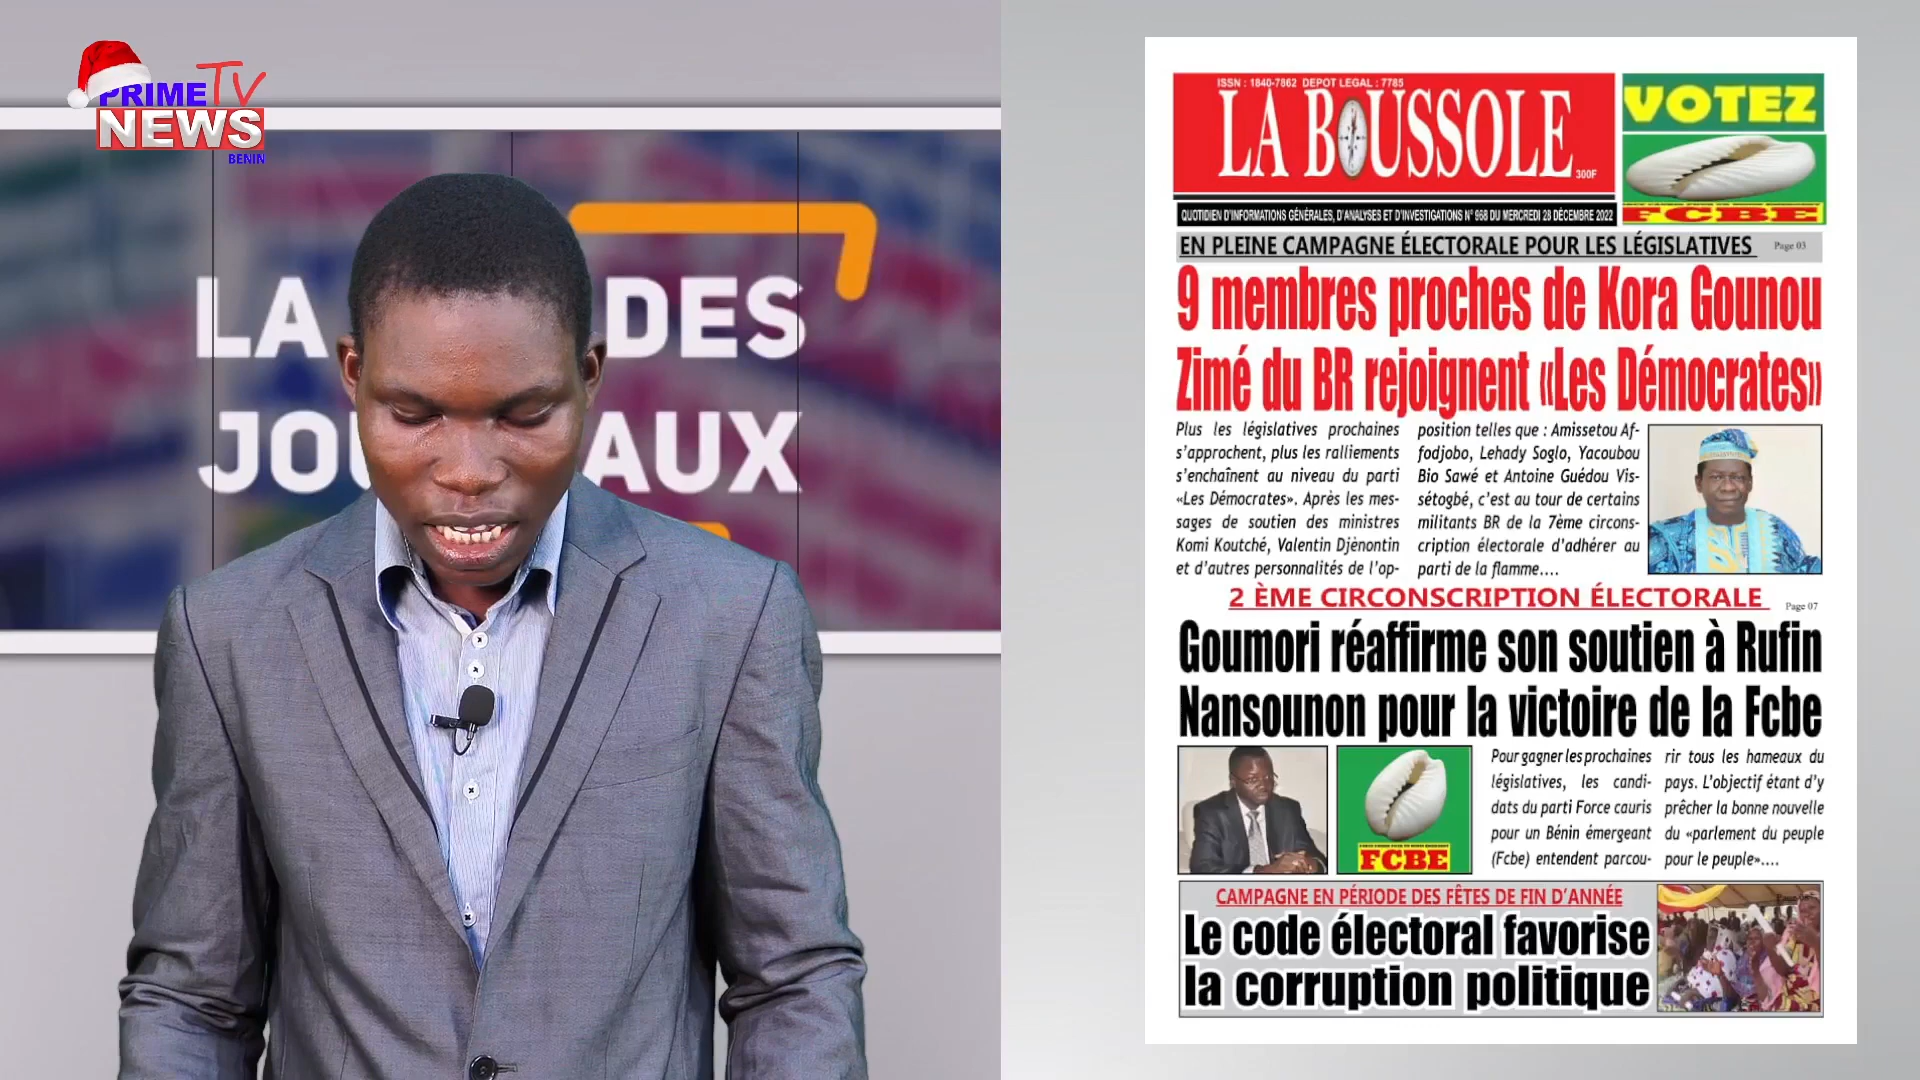 PRIME TV
NEWS
BENIN
LA DES
JOU AUX
ISSN : 1840-7862 DEPOT LEGAL : 7785
LA BOUSSOLE
300F
VOTEZ
FCBE
QUOTIDIEN D'INFORMATIONS GÉNÉRALES, D'ANALYSES ET D'INVESTIGATIONS N° 968 DU MERCREDI 28 DÉCEMBRE 2022
EN PLEINE CAMPAGNE ÉLECTORALE POUR LES LÉGISLATIVES Page 03
9 membres proches de Kora Gounou
Zimé du BR rejoignent «Les Démocrates»
Plus les législatives prochaines
s'approchent, plus les ralliements
s'enchaînent au niveau du parti
«Les Démocrates». Après les mes-
sages de soutien des ministres
Komi Koutché, Valentin Djènontin
et d'autres personnalités de l'op-
position telles que : Amissetou Af-
fodjobo, Lehady Soglo, Yacoubou
Bio Sawé et Antoine Guédou Vis-
sétogbé, c'est au tour de certains
militants BR de la 7ème circons-
cription électorale d'adhérer au
parti de la flamme....
2 ÈME CIRCONSCRIPTION ÉLECTORALE Page 07
Goumori réaffirme son soutien à Rufin
Nansounon pour la victoire de la Fcbe
FCBE
Pour gagner les prochaines
législatives, les candi-
dats du parti Force cauris
pour un Bénin émergeant
(Fcbe) entendent parcou-
rir tous les hameaux du
pays. L'objectif étant d'y
prêcher la bonne nouvelle
du «parlement du peuple
pour le peuple»....
CAMPAGNE EN PÉRIODE DES FÊTES DE FIN D'ANNÉE
Le code électoral favorise
la corruption politique